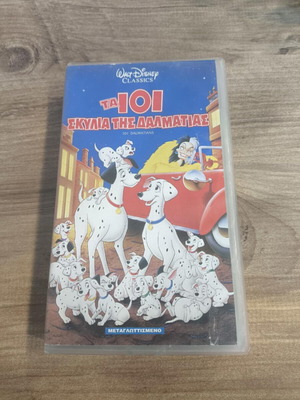 WALT DISNEY
CLASSICS
ΤΑ 101
ΣΚΥΛΙΑ ΤΗΣ ΔΑΛΜΑΤΙΑΣ
ΜΕΤΑΓΛΩΤΤΙΣΜΕΝΟ